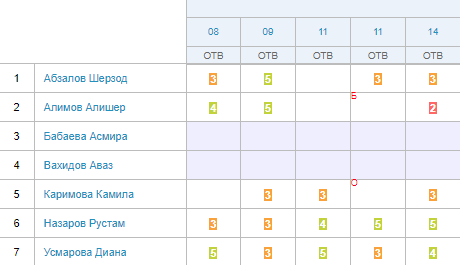 08 09 11 11 14
ОТВ ОТВ ОТВ ОТВ ОТВ
1 Абзалов Шерзод 3 5 3 3
2 Алимов Алишер 4 5 Б 2
3 Бабаева Асмира
4 Вахидов Аваз
5 Каримова Камила 3 3 О 3
6 Назаров Рустам 3 3 4 5 5
7 Усмарова Диана 5 3 5 3 4